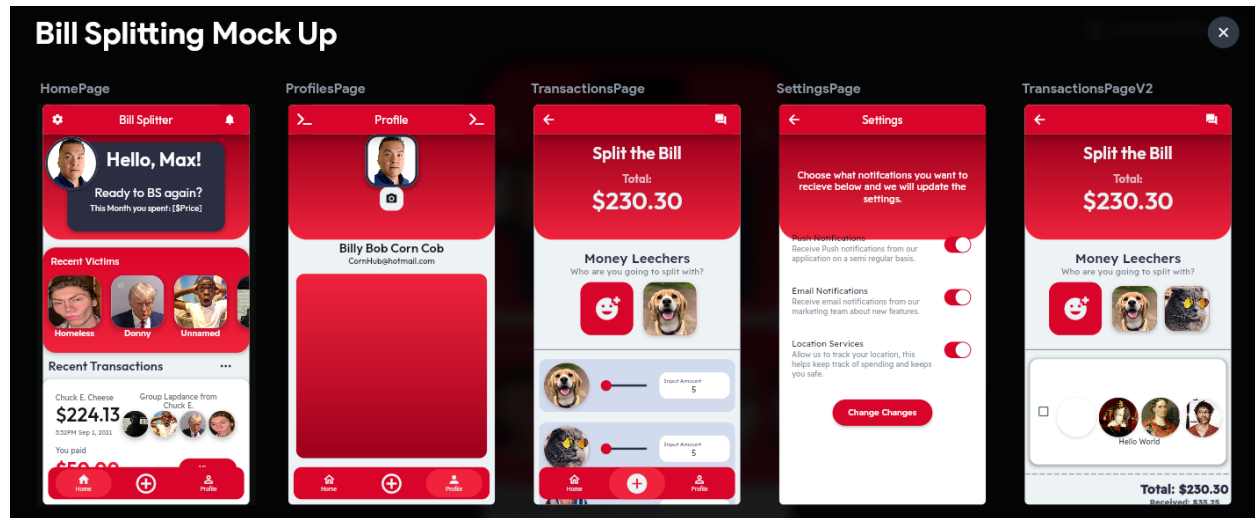 Bill Splitting Mock Up
HomePage
Bill Splitter
Hello, Max!
Ready to BS again?
This Month you spent: [$Price]
Recent Victims
Homeless
Donny
Unnamed
Recent Transactions
Chuck E. Cheese
$224.13
3:32PM Sep 1, 2021
Group Lapdance from
Chuck E.
You paid
$50.00
Home
Profile
ProfilesPage
Profile
Billy Bob Corn Cob
CornHub@hotmail.com
Home
Profile
TransactionsPage
Split the Bill
Total:
$230.30
Money Leechers
Who are you going to split with?
Input Amount
5
Input Amount
5
Home
Profile
SettingsPage
Settings
Choose what notifcations you want to
recieve below and we will update the
settings.
Push Notifications
Receive Push notifications from our
application on a semi regular basis.
Email Notifications
Receive email notifications from our
marketing team about new features.
Location Services
Allow us to track your location, this
helps keep track of spending and keeps
you safe.
Change Changes
TransactionsPageV2
Split the Bill
Total:
$230.30
Money Leechers
Who are you going to split with?
Hello World
Total: $230.30
Received: $35.25